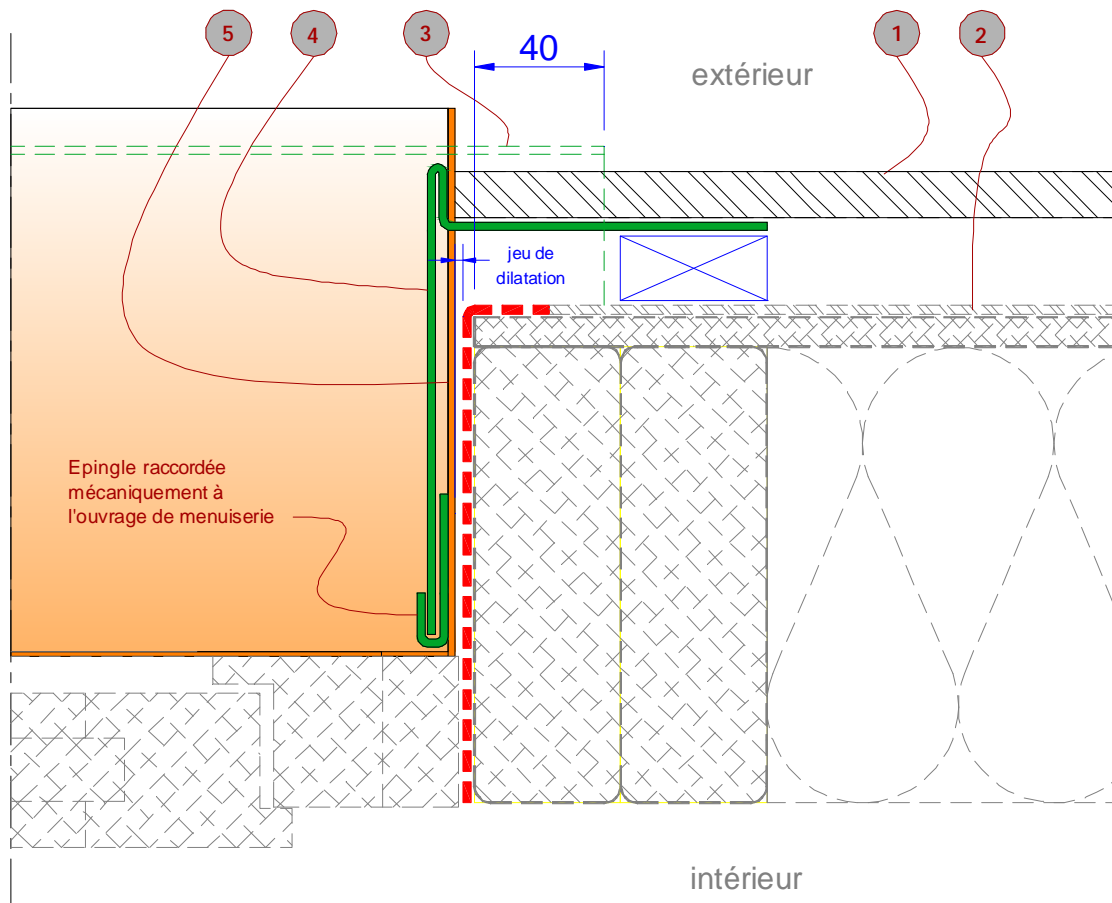 5
4
3
40
1
2
extérieur
jeu de
dilatation
Epingle raccordée
mécaniquement à
l'ouvrage de menuiserie
intérieur